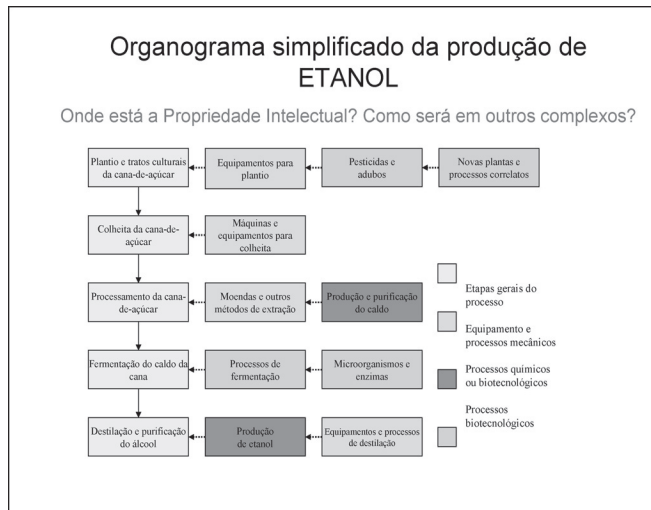 Organograma simplificado da produção de
ETANOL
Onde está a Propriedade Intelectual? Como será em outros complexos?
Plantio e tratos culturais
da cana-de-açúcar
Equipamentos para
plantio
Pesticidas e
adubos
Novas plantas e
processos correlatos
Colheita da cana-de-
açúcar
Máquinas e
equipamentos para
colheita
Processamento da cana-
de-açúcar
Moendas e outros
métodos de extração
Produção e purificação
do caldo
Fermentação do caldo da
cana
Processos de
fermentação
Microorganismos e
enzimas
Destilação e purificação
do álcool
Produção
de etanol
Equipamentos e processos
de destilação
Etapas gerais do
processo
Equipamento e
processos mecânicos
Processos químicos
ou biotecnológicos
Processos
biotecnológicos